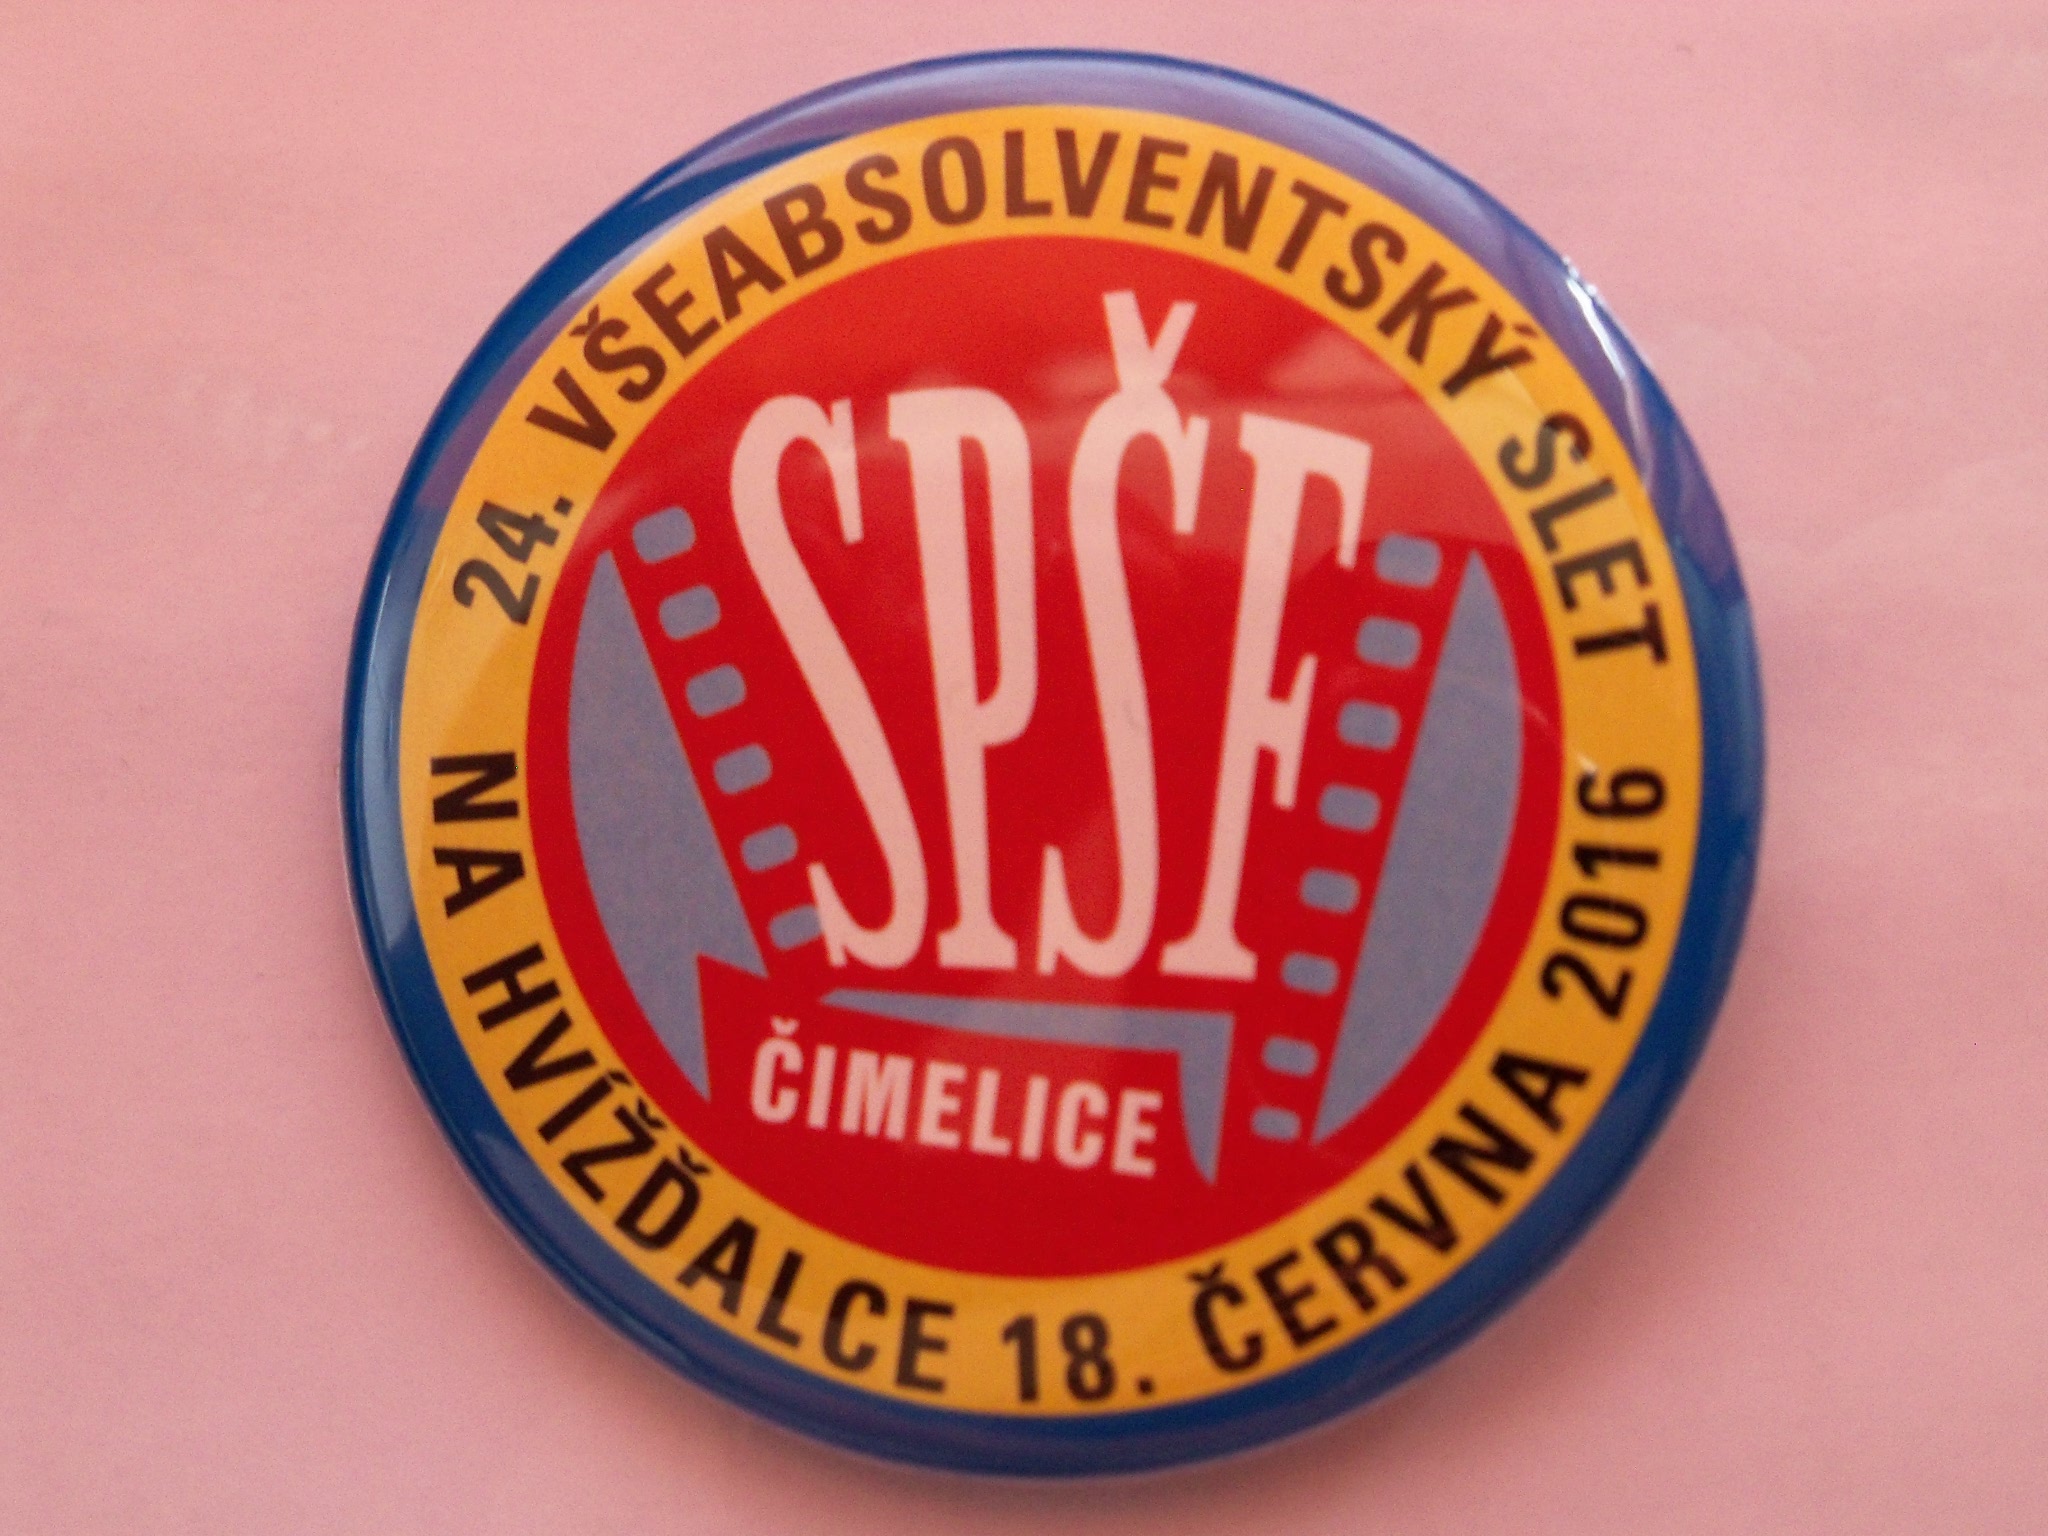 24. VŠEABSOLVENTSKÝ SLET
NA HVÍŽĎALCE 18. ČERVNA 2016
SPŠF
ČIMELICE